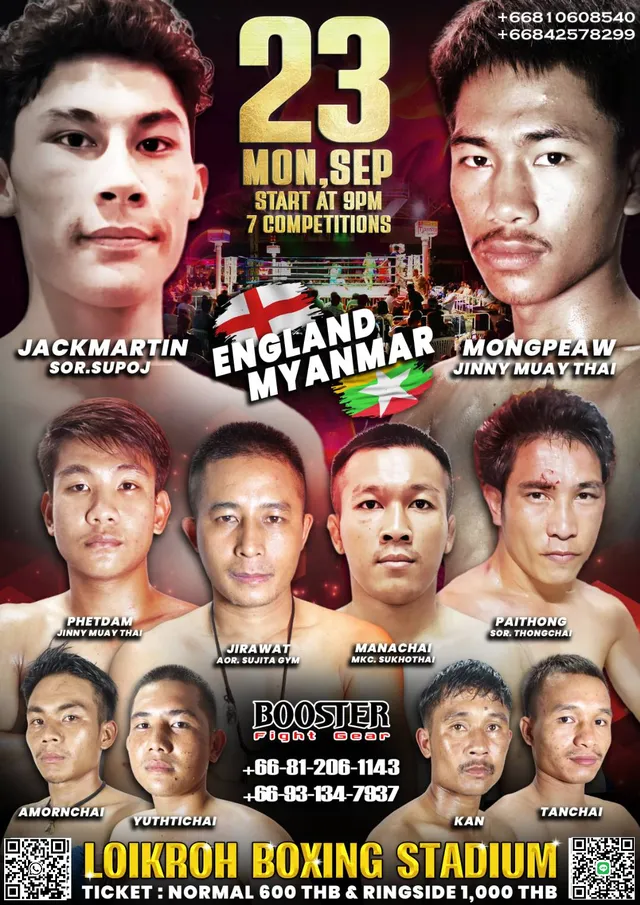 +66810608540
+66842578299
23
MON,SEP
START AT 9PM
7 COMPETITIONS
JACKMARTIN
SOR.SUPOJ
ENGLAND
MYANMAR
MONGPEAW
JINNY MUAY THAI
PHETDAM
JINNY MUAY THAI
JIRAWAT
AOR. SUJITA GYM
MANACHAI
MKC. SUKHOTHAI
PAITHONG
SOR. THONGCHAI
AMORNCHAI
YUTHTICHAI
BOOSTER
Fight Gear
+66-81-206-1143
+66-93-134-7937
KAN
TANCHAI
LOIKROH BOXING STADIUM
TICKET : NORMAL 600 THB & RINGSIDE 1,000 THB